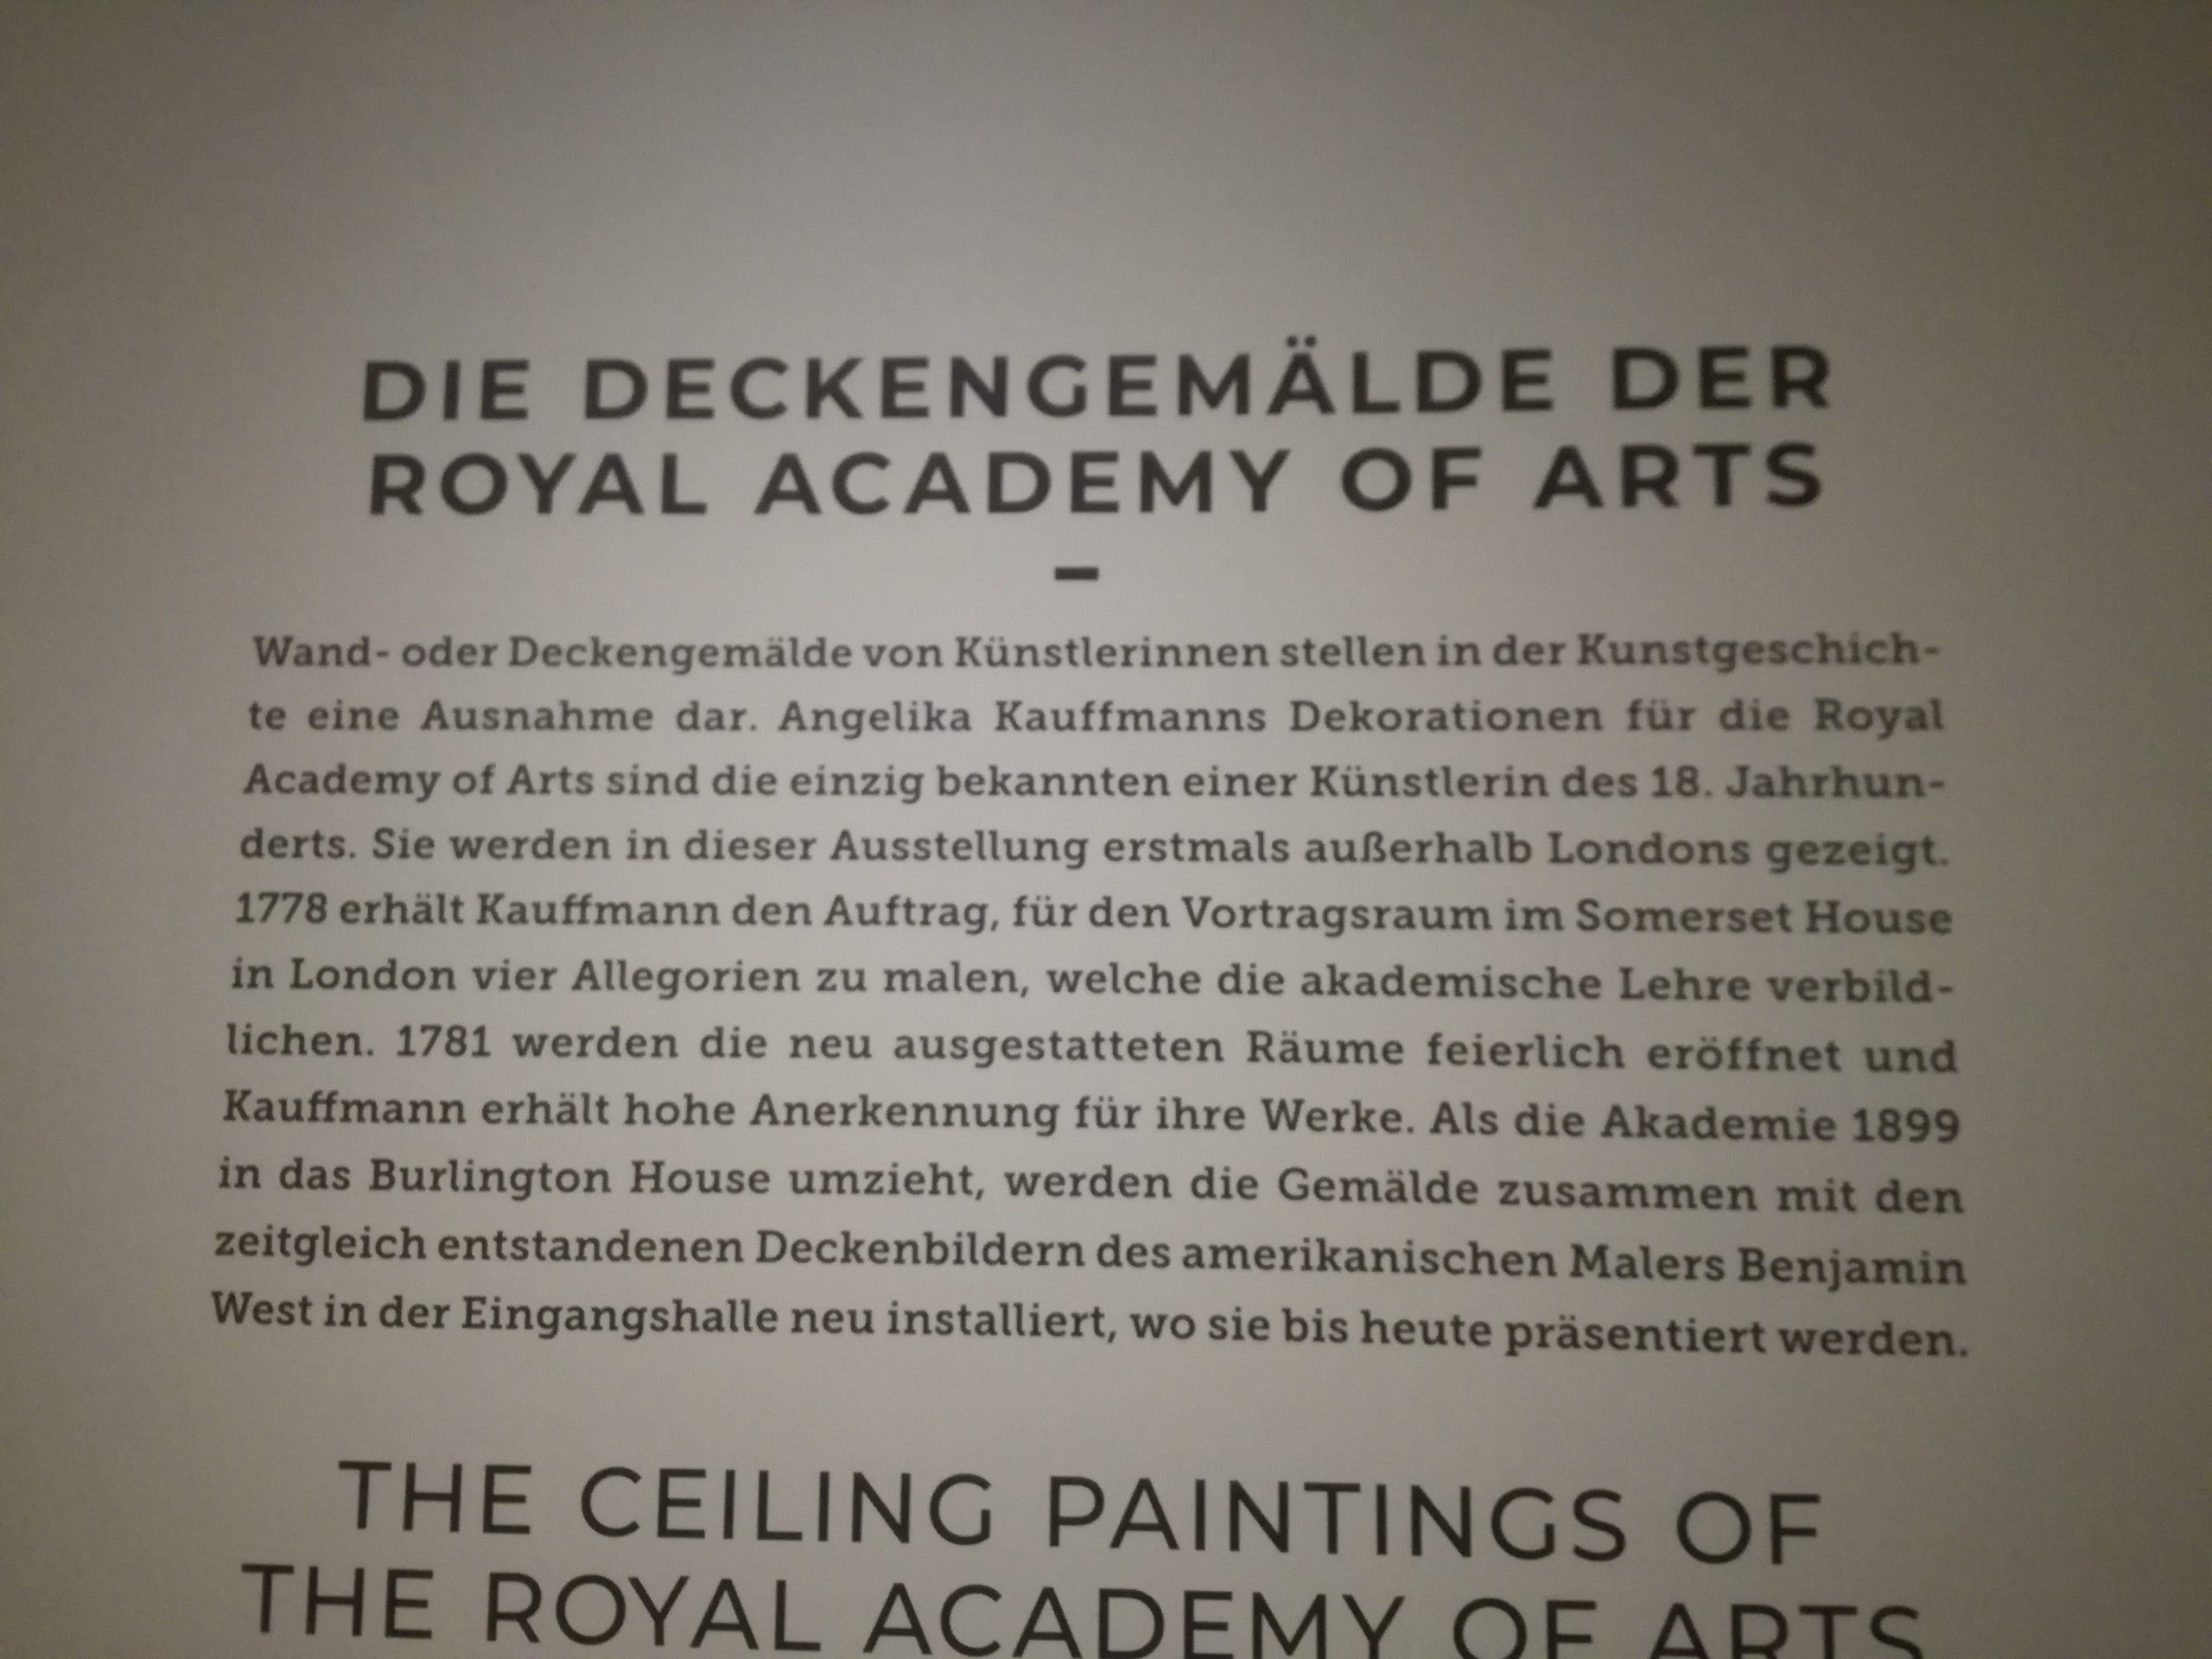 DIE DECKENGEMÄLDE DER
ROYAL ACADEMY OF ARTS
–
Wand- oder Deckengemälde von Künstlerinnen stellen in der Kunstgeschich-
te eine Ausnahme dar. Angelika Kauffmanns Dekorationen für die Royal
Academy of Arts sind die einzig bekannten einer Künstlerin des 18. Jahrhun-
derts. Sie werden in dieser Ausstellung erstmals außerhalb Londons gezeigt.
1778 erhält Kauffmann den Auftrag, für den Vortragsraum im Somerset House
in London vier Allegorien zu malen, welche die akademische Lehre verbild-
lichen. 1781 werden die neu ausgestatteten Räume feierlich eröffnet und
Kauffmann erhält hohe Anerkennung für ihre Werke. Als die Akademie 1899
in das Burlington House umzieht, werden die Gemälde zusammen mit den
zeitgleich entstandenen Deckenbildern des amerikanischen Malers Benjamin
West in der Eingangshalle neu installiert, wo sie bis heute präsentiert werden.
THE CEILING PAINTINGS OF
THE ROYAL ACADEMY OF ARTS